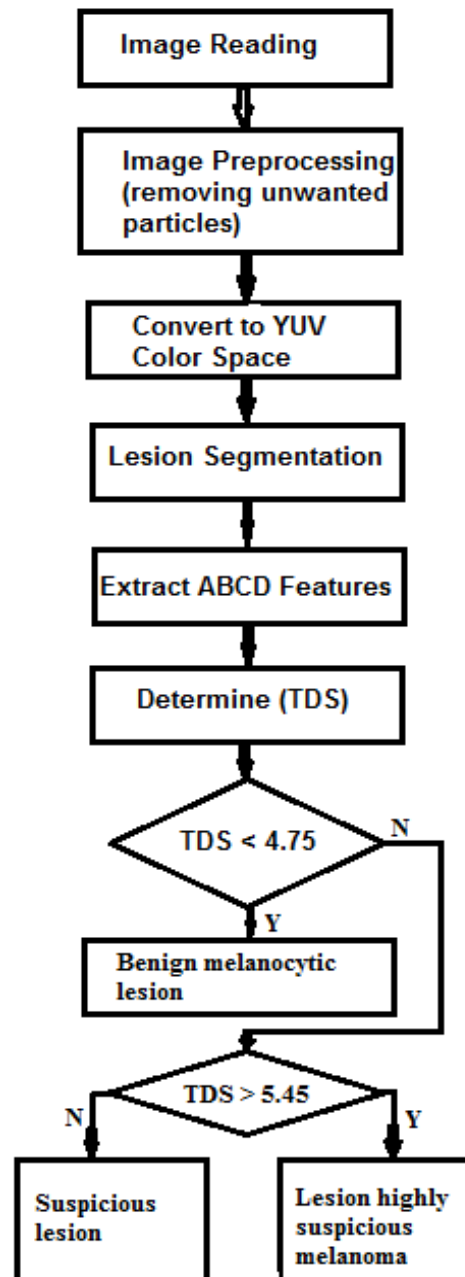 Image Reading
Image Preprocessing
(removing unwanted
particles)
Convert to YUV
Color Space
Lesion Segmentation
Extract ABCD Features
Determine (TDS)
TDS < 4.75
N
Y
Benign melanocytic
lesion
TDS > 5.45
N
Y
Suspicious
lesion
Lesion highly
suspicious
melanoma